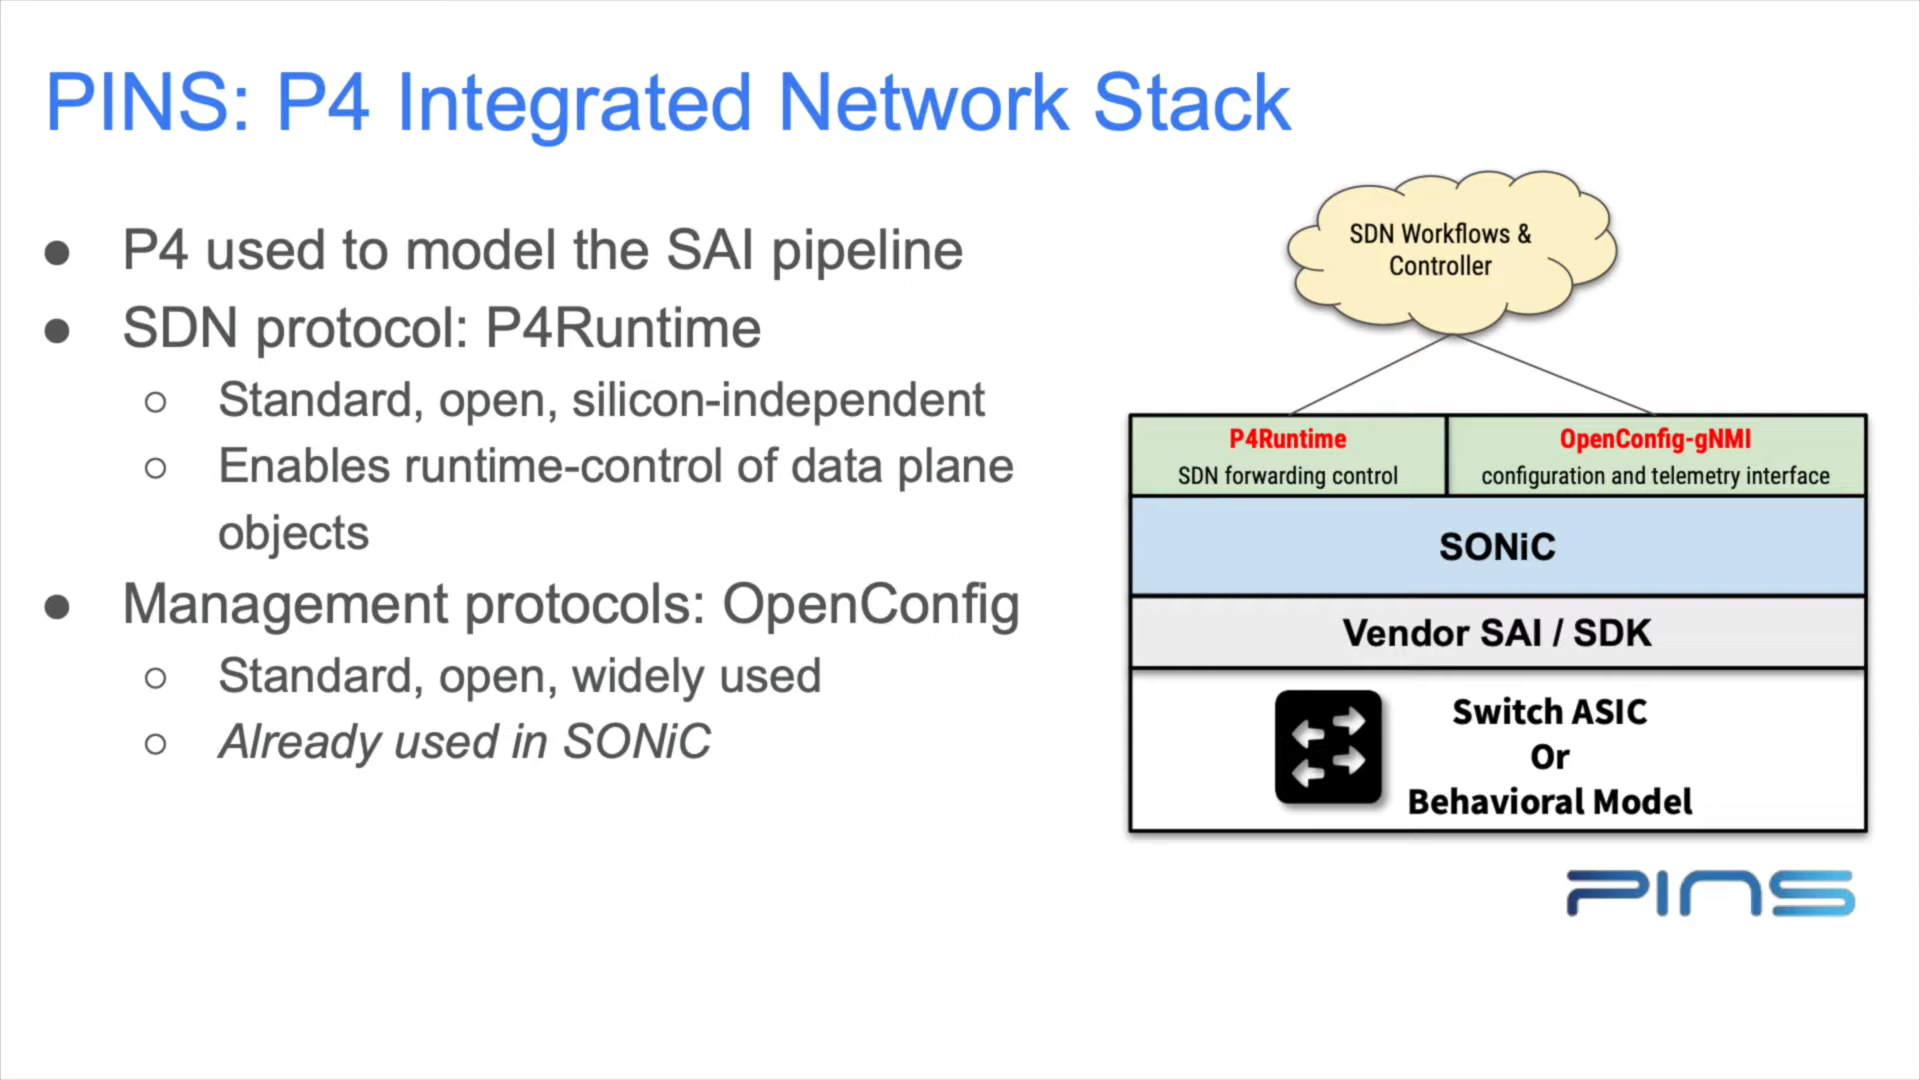 PINS: P4 Integrated Network Stack
● P4 used to model the SAI pipeline
● SDN protocol: P4Runtime
○ Standard, open, silicon-independent
○ Enables runtime-control of data plane
objects
● Management protocols: OpenConfig
○ Standard, open, widely used
○ Already used in SONiC
SDN Workflows &
Controller
P4Runtime
SDN forwarding control
OpenConfig-gNMI
configuration and telemetry interface
SONiC
Vendor SAI / SDK
Switch ASIC
Or
Behavioral Model
PINS